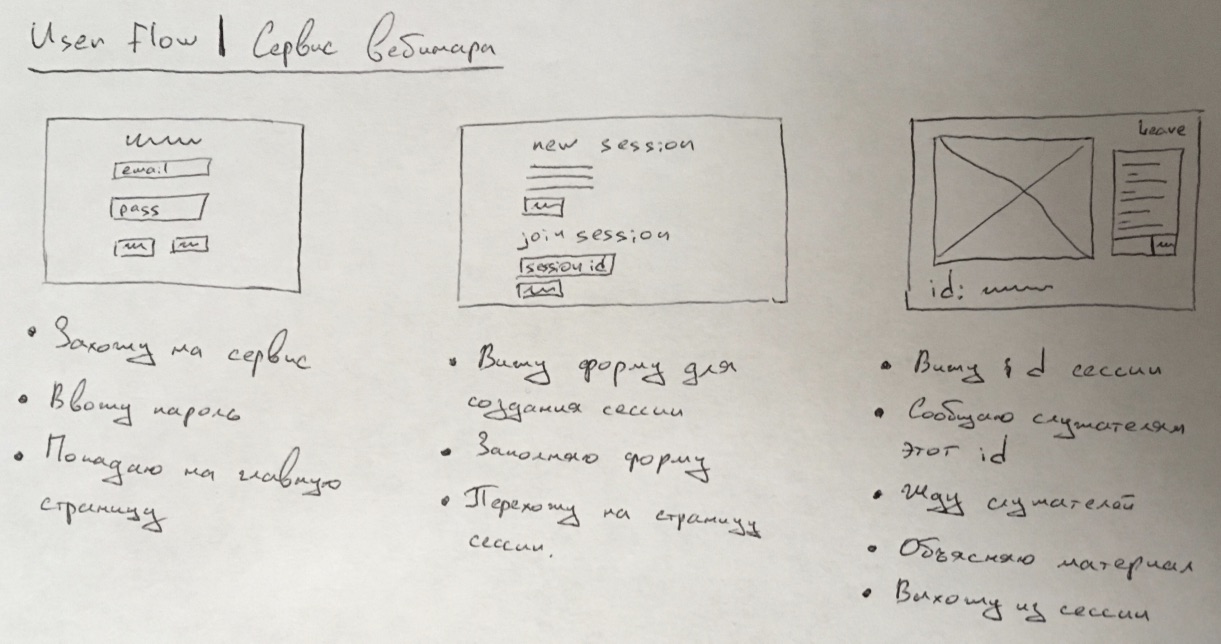 User Flow | Сервис вебинара
email
pass
new session
join session
session id
Leave
id:
• Захожу на сервис
• Ввожу пароль
• Попадаю на главную
страницу
• Вижу форму для
создания сессии
• Заполняю форму
• Перехожу на страницу
сессии.
• Вижу id сессии
• Сообщаю слушателям
этот id
• Жду слушателей
• Объясняю материал
• Выхожу из сессии